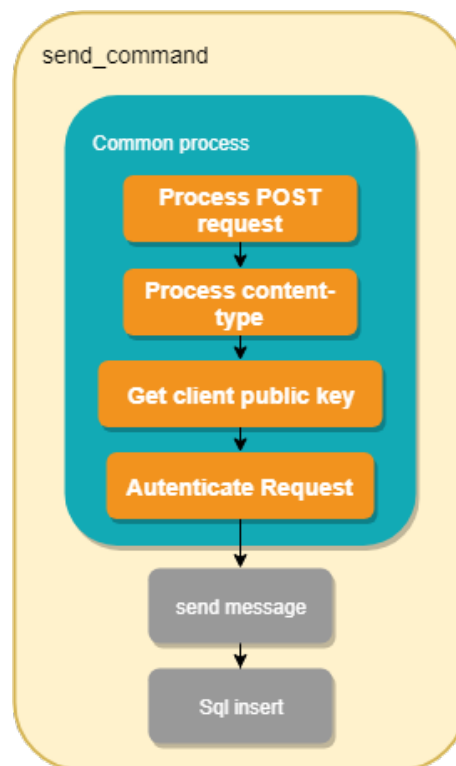 send_command
Common process
Process POST
request
Process content-
type
Get client public key
Autenticate Request
send message
Sql insert